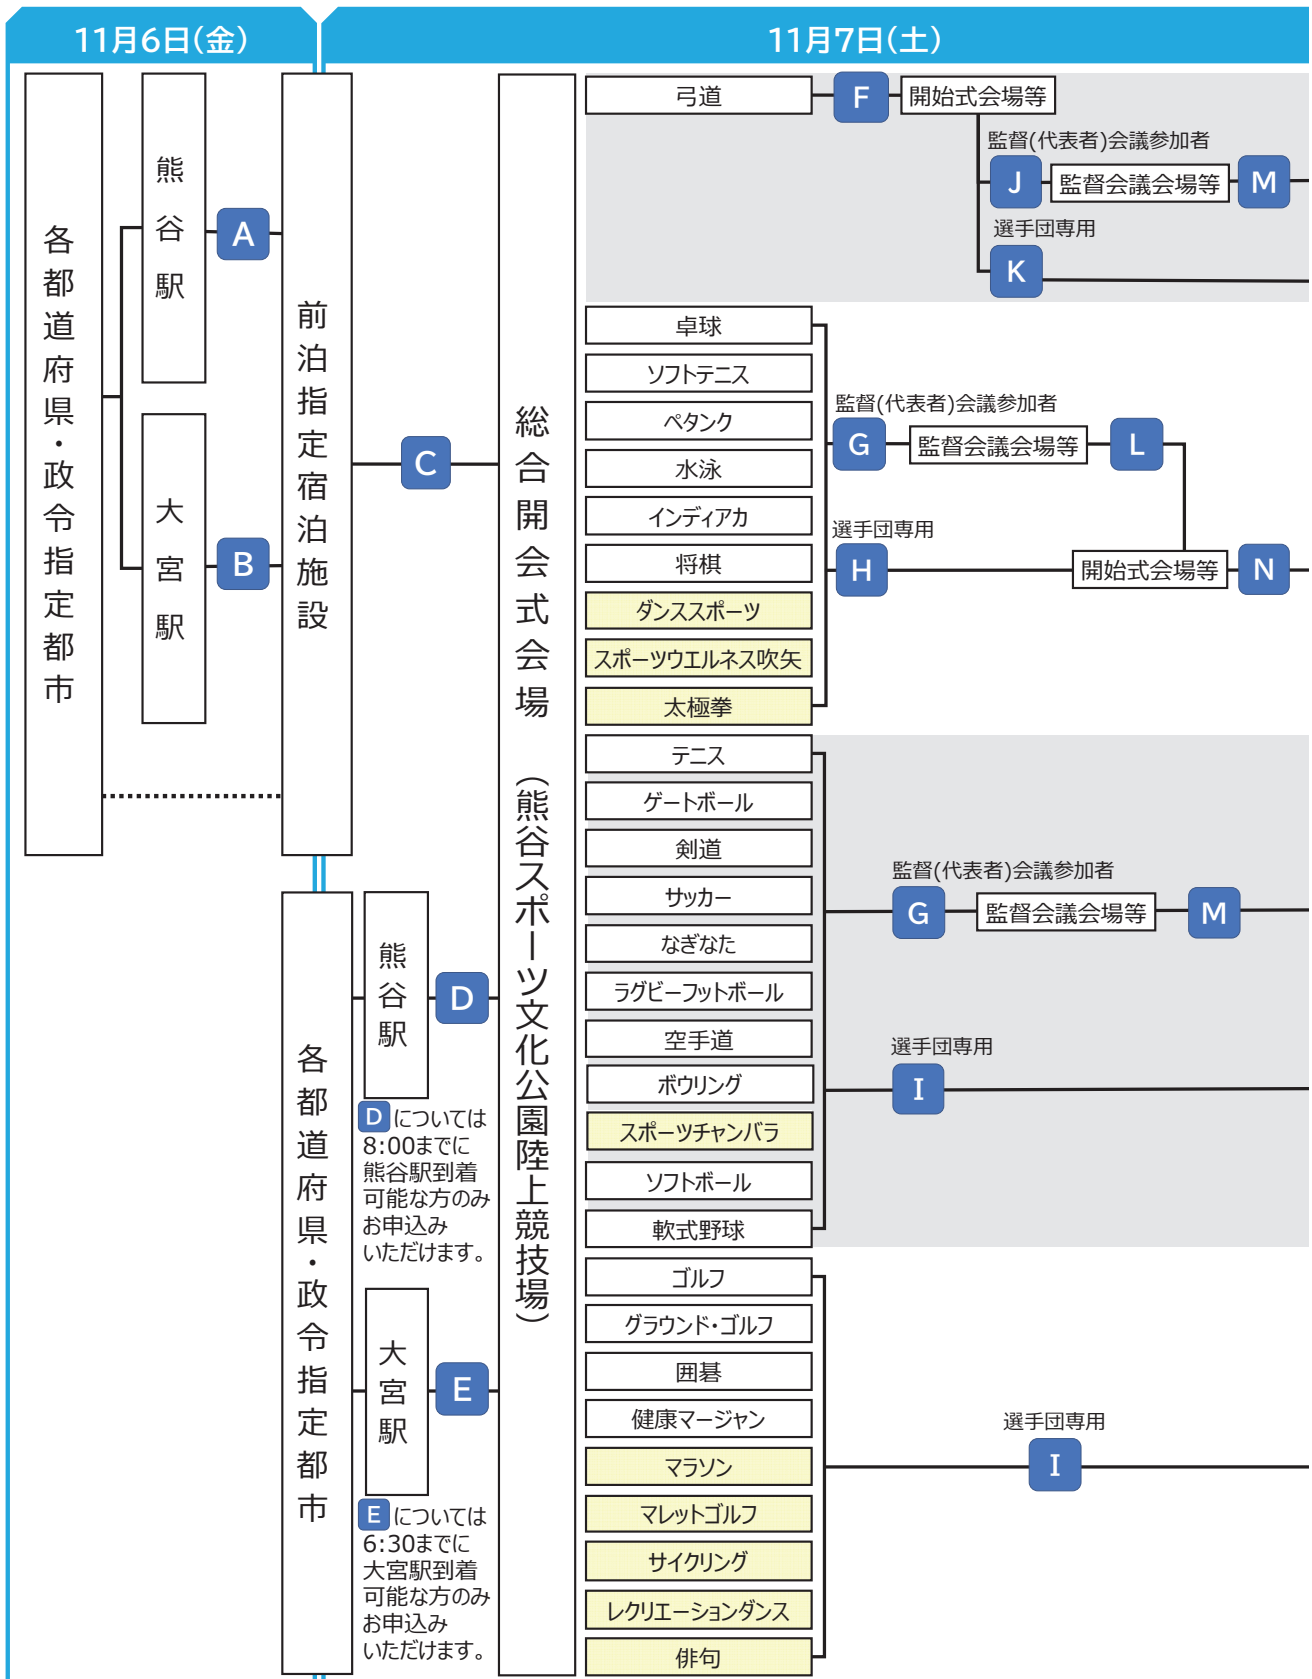 11月6日(金)
11月7日(土)
各都道府県・政令指定都市
熊谷駅
A
大宮駅
B
前泊指定宿泊施設
C
各都道府県・政令指定都市
熊谷駅
D
Dについては
8:00までに
熊谷駅到着
可能な方のみ
お申込み
いただけます。
大宮駅
E
Eについては
6:30までに
大宮駅到着
可能な方のみ
お申込み
いただけます。
総合開会式会場（熊谷スポーツ文化公園陸上競技場）
弓道
F
開始式会場等
監督(代表者)会議参加者
J
監督会議会場等
M
選手団専用
K
卓球
ソフトテニス
ペタンク
水泳
インディアカ
将棋
ダンススポーツ
スポーツウエルネス吹矢
太極拳
監督(代表者)会議参加者
G
監督会議会場等
L
選手団専用
H
開始式会場等
N
テニス
ゲートボール
剣道
サッカー
なぎなた
ラグビーフットボール
空手道
ボウリング
スポーツチャンバラ
ソフトボール
軟式野球
監督(代表者)会議参加者
G
監督会議会場等
M
選手団専用
I
ゴルフ
グラウンド・ゴルフ
囲碁
健康マージャン
マラソン
マレットゴルフ
サイクリング
レクリエーションダンス
俳句
選手団専用
I